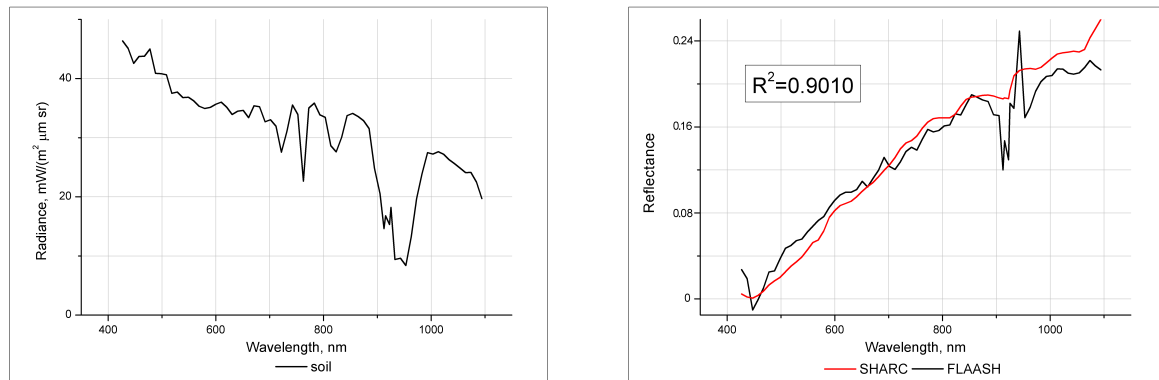 Radiance, mW/(m² μm sr)
40
20
0
400 600 800 1000
Wavelength, nm
soil
Reflectance
R²=0.9010
0.24
0.16
0.08
0
400 600 800 1000
Wavelength, nm
SHARC FLAASH